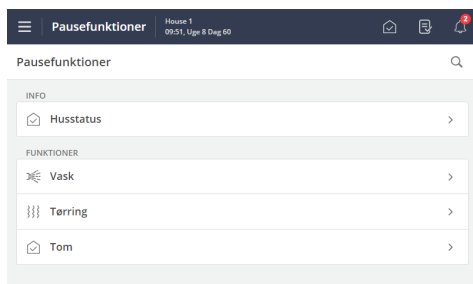 Pausefunktioner
House 1
09:51, Uge 8 Dag 60
2
Pausefunktioner
INFO
Husstatus
FUNKTIONER
Vask
Tørring
Tom